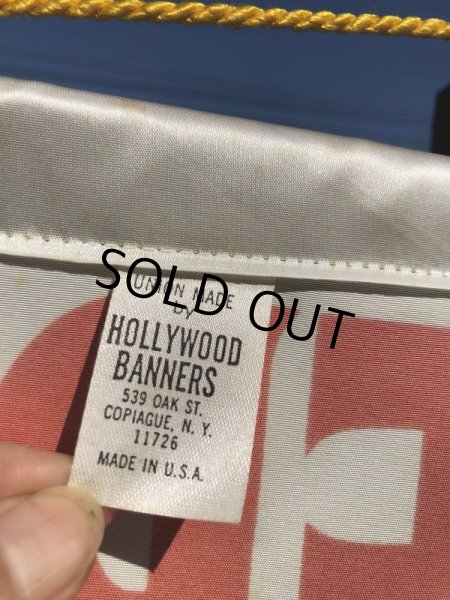 SOLD OUT
UNION MADE
BY
HOLLYWOOD
BANNERS
539 OAK ST.
COPIAGUE, N.Y.
11726
MADE IN U.S.A.